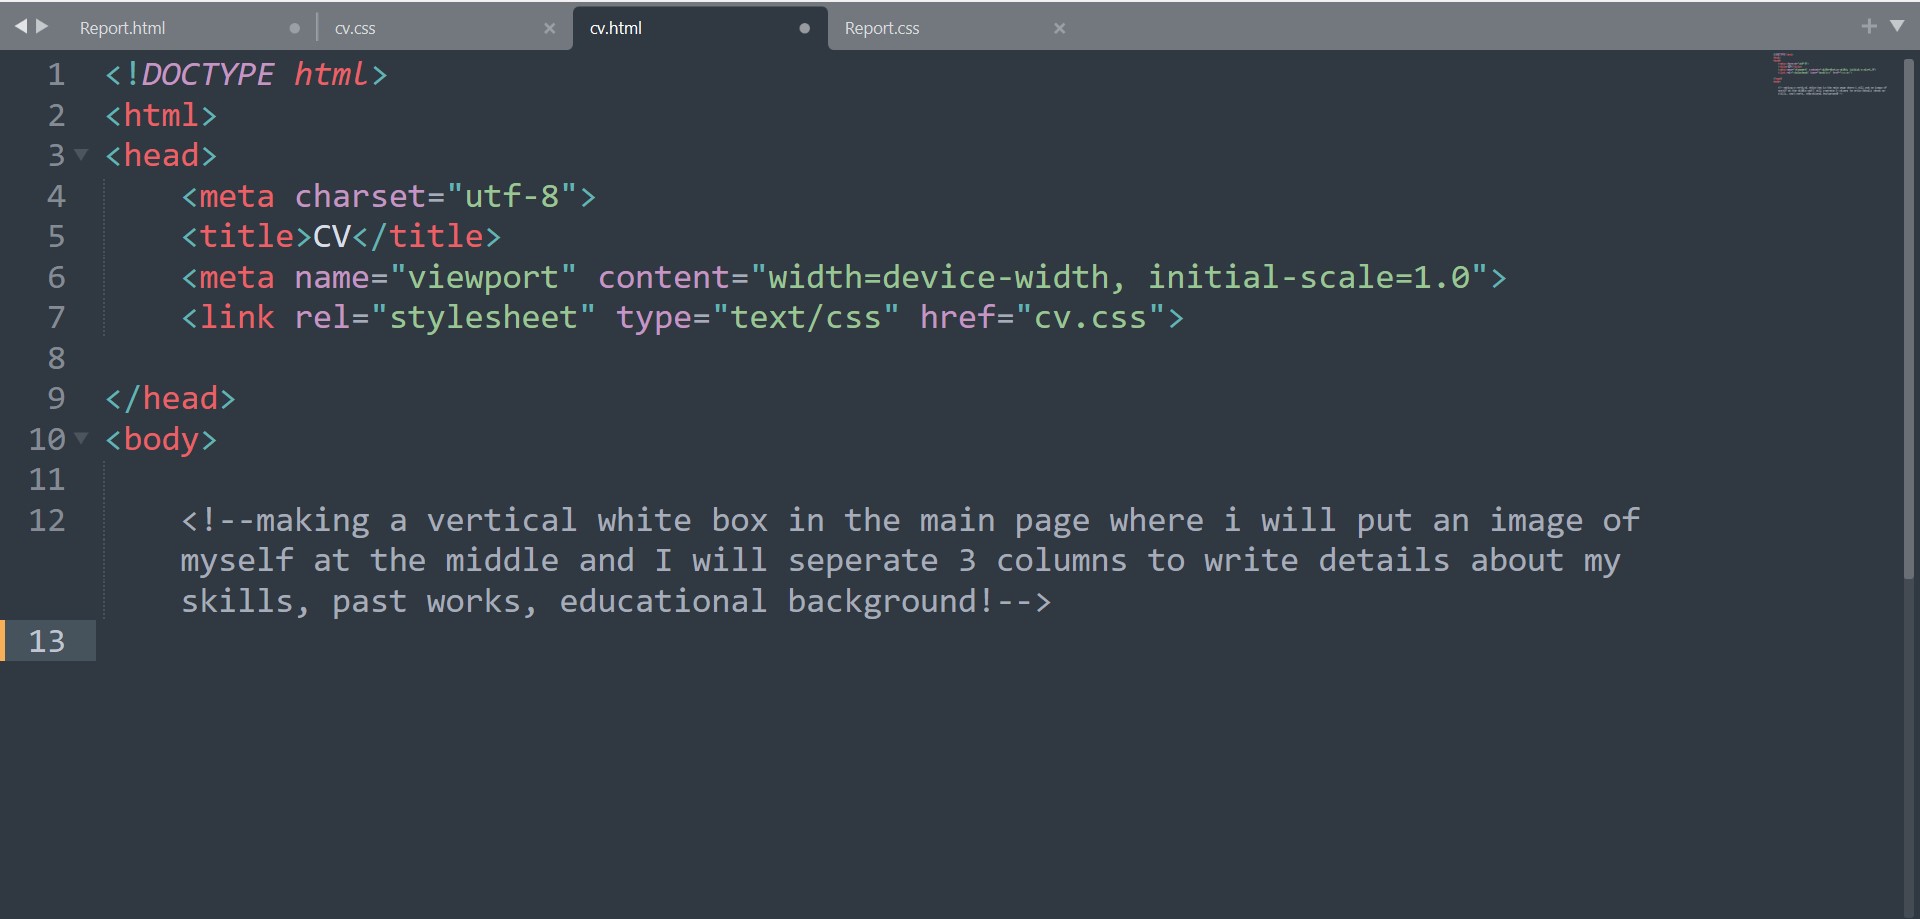 Report.html cv.css cv.html Report.css
1 <!DOCTYPE html>
2 <html>
3 <head>
4 <meta charset="utf-8">
5 <title>CV</title>
6 <meta name="viewport" content="width=device-width, initial-scale=1.0">
7 <link rel="stylesheet" type="text/css" href="cv.css">
8
9 </head>
10 <body>
11
12 <!--making a vertical white box in the main page where i will put an image of
myself at the middle and I will seperate 3 columns to write details about my
skills, past works, educational background!-->
13